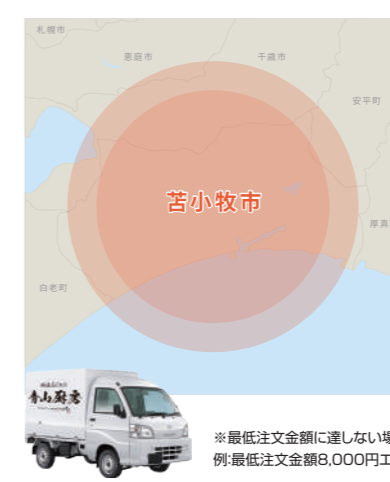 札幌市
恵庭市
千歳市
安平町
苫小牧市
厚真
白老町
青山厨房
※最低注文金額に達しない場
例:最低注文金額8,000円エ